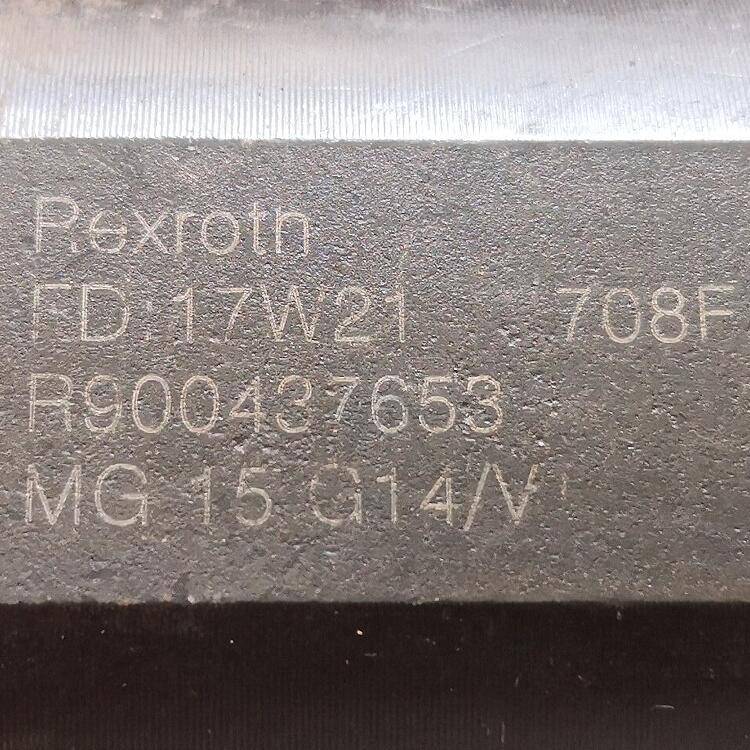 Rexroth
FD:17W21 708F
R900437653
MG 15 G14/V